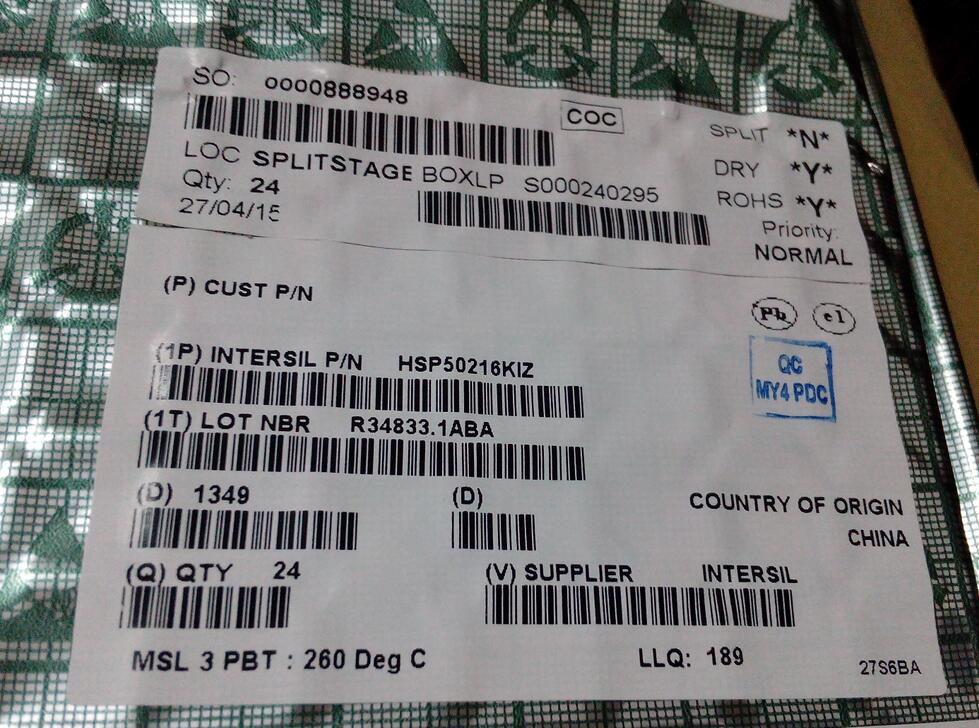 SO: 0000888948
COC
SPLIT *N*
LOC SPLITSTAGE BOXLP S000240295
DRY *Y*
Qty: 24
ROHS *Y*
27/04/15
Priority:
NORMAL
(P) CUST P/N
Pb e1
(1P) INTERSIL P/N HSP50216KIZ
QC
MY4 PDC
(1T) LOT NBR R34833.1ABA
(D) 1349 (D)
COUNTRY OF ORIGIN
CHINA
(Q) QTY 24 (V) SUPPLIER INTERSIL
MSL 3 PBT : 260 Deg C LLQ: 189 27S6BA